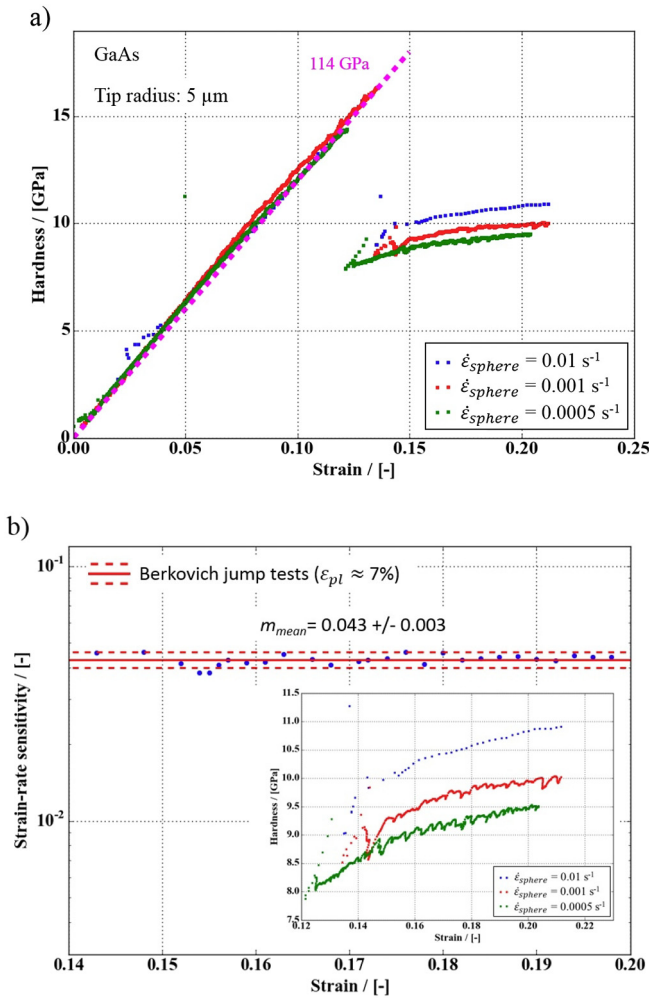 a)
GaAs
Tip radius: 5 µm
114 GPa
Hardness / [GPa]
15
10
5
0
0.00 0.05 0.10 0.15 0.20 0.25
Strain / [-]
ε̇sphere = 0.01 s-1
ε̇sphere = 0.001 s-1
ε̇sphere = 0.0005 s-1
b)
10-1
10-2
Strain-rate sensitivity / [-]
Berkovich jump tests (εpl ≈ 7%)
mmean= 0.043 +/- 0.003
11.5
11.0
10.5
10.0
9.5
9.0
8.5
8.0
7.5
Hardness / [GPa]
0.12 0.14 0.16 0.18 0.20 0.22
Strain / [-]
ε̇sphere = 0.01 s-1
ε̇sphere = 0.001 s-1
ε̇sphere = 0.0005 s-1
0.14 0.15 0.16 0.17 0.18 0.19 0.20
Strain / [-]